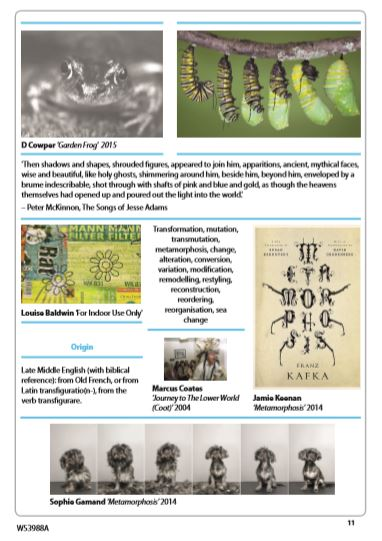 D Cowper 'Garden Frog' 2015
'Then shadows and shapes, shrouded figures, appeared to join him, apparitions, ancient, mythical faces,
wise and beautiful, like holy ghosts, shimmering around him, beside him, beyond him, enveloped by a
brume indescribable, shot through with shafts of pink and blue and gold, as though the heavens
themselves had opened up and poured out the light into the world.'
– Peter McKinnon, The Songs of Jesse Adams
MANN MANN
FILTER FILTER
Louise Baldwin 'For Indoor Use Only'
Transformation, mutation,
transmutation,
metamorphosis, change,
alteration, conversion,
variation, modification,
remodelling, restyling,
reconstruction,
reordering,
reorganisation, sea
change
METAMORPHOSIS
FRANZ
KAFKA
Origin
Late Middle English (with biblical
reference): from Old French, or from
Latin transfiguratio(n-), from the
verb transfigurare.
Marcus Coates
'Journey to The Lower World
(Coot)' 2004
Jamie Keenan
'Metamorphosis' 2014
Sophie Gamand 'Metamorphosis' 2014
W53988A
11